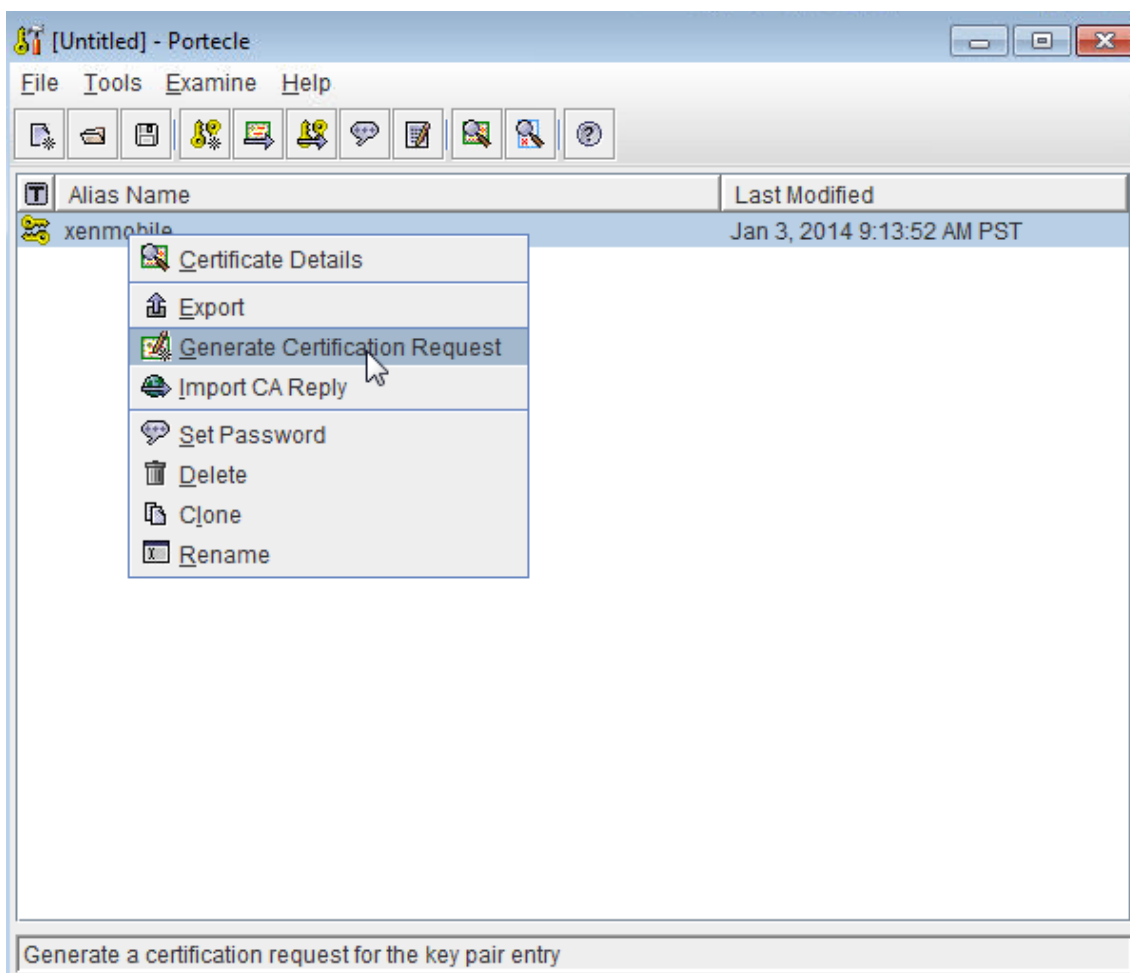 [Untitled] - Portecle
File Tools Examine Help
T Alias Name Last Modified
xenmobile Jan 3, 2014 9:13:52 AM PST
Certificate Details
Export
Generate Certification Request
Import CA Reply
Set Password
Delete
Clone
Rename
Generate a certification request for the key pair entry